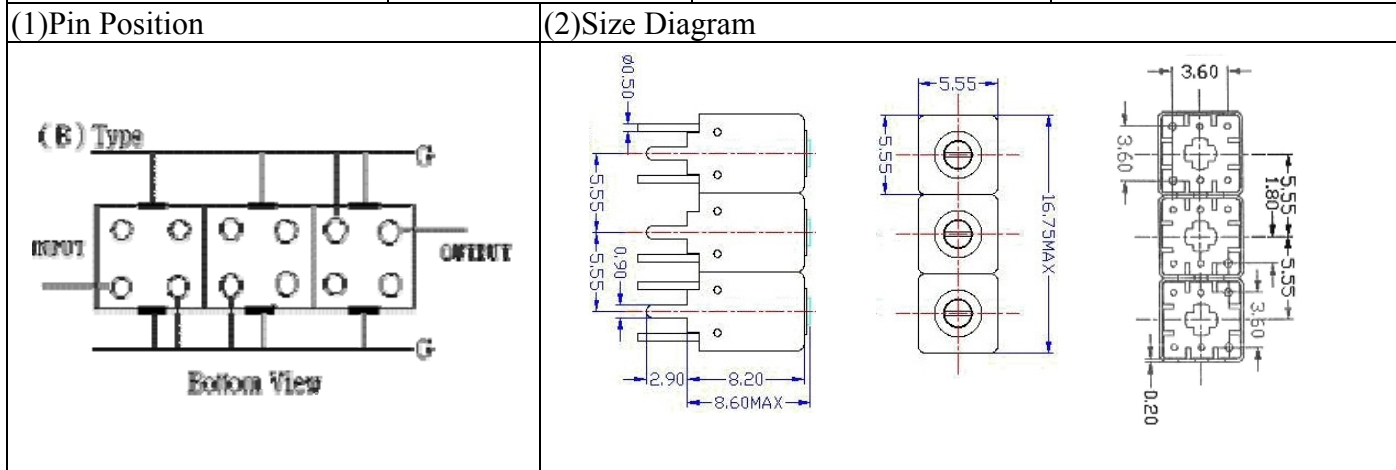 (1)Pin Position
(2)Size Diagram
(B) Type
G
INPUT
OUTPUT
G
Bottom View
ø0.50
5.55
5.55
0.90
2.90
8.20
8.60MAX
5.55
5.55
16.75MAX
3.60
3.60
5.55
1.80
5.55
3.60
0.20